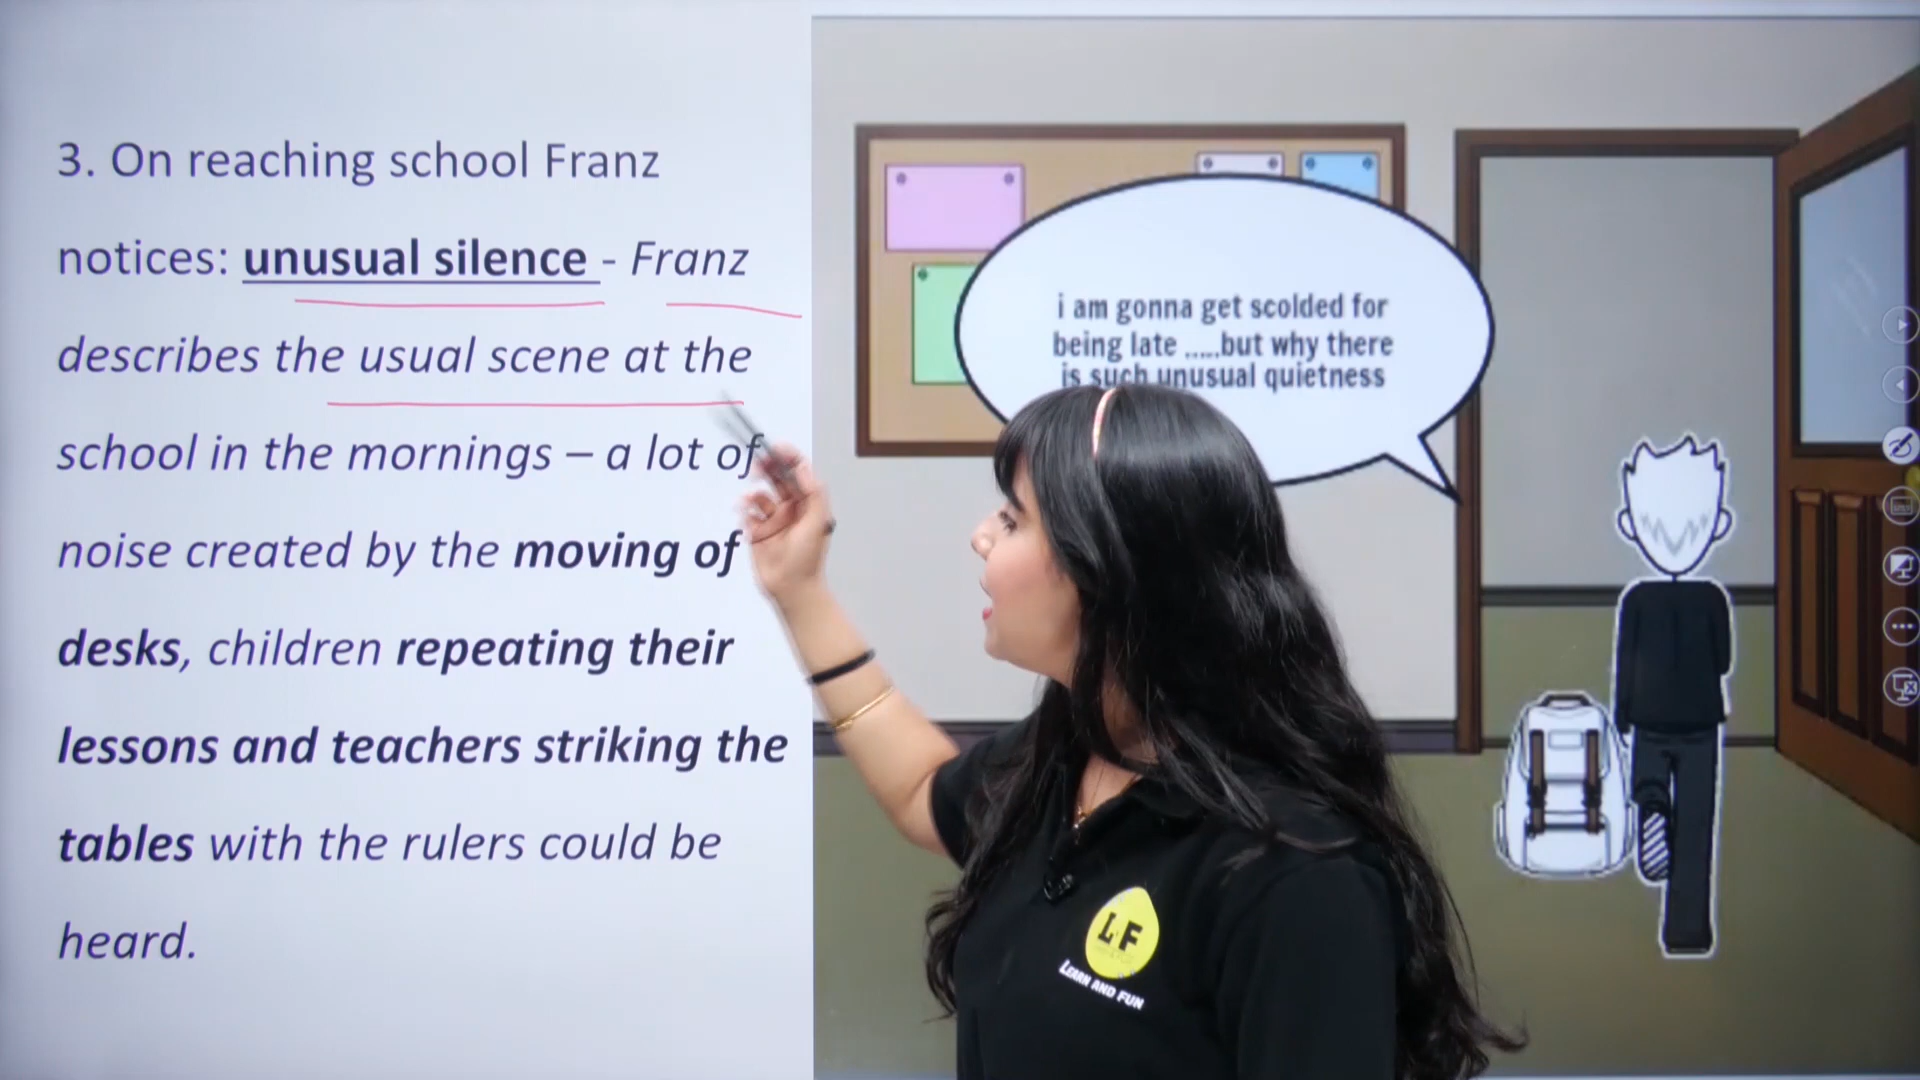 3. On reaching school Franz
notices: unusual silence - Franz
describes the usual scene at the
school in the mornings – a lot of
noise created by the moving of
desks, children repeating their
lessons and teachers striking the
tables with the rulers could be
heard.
i am gonna get scolded for
being late .....but why there
is such unusual quietness
L F
LEARN AND FUN